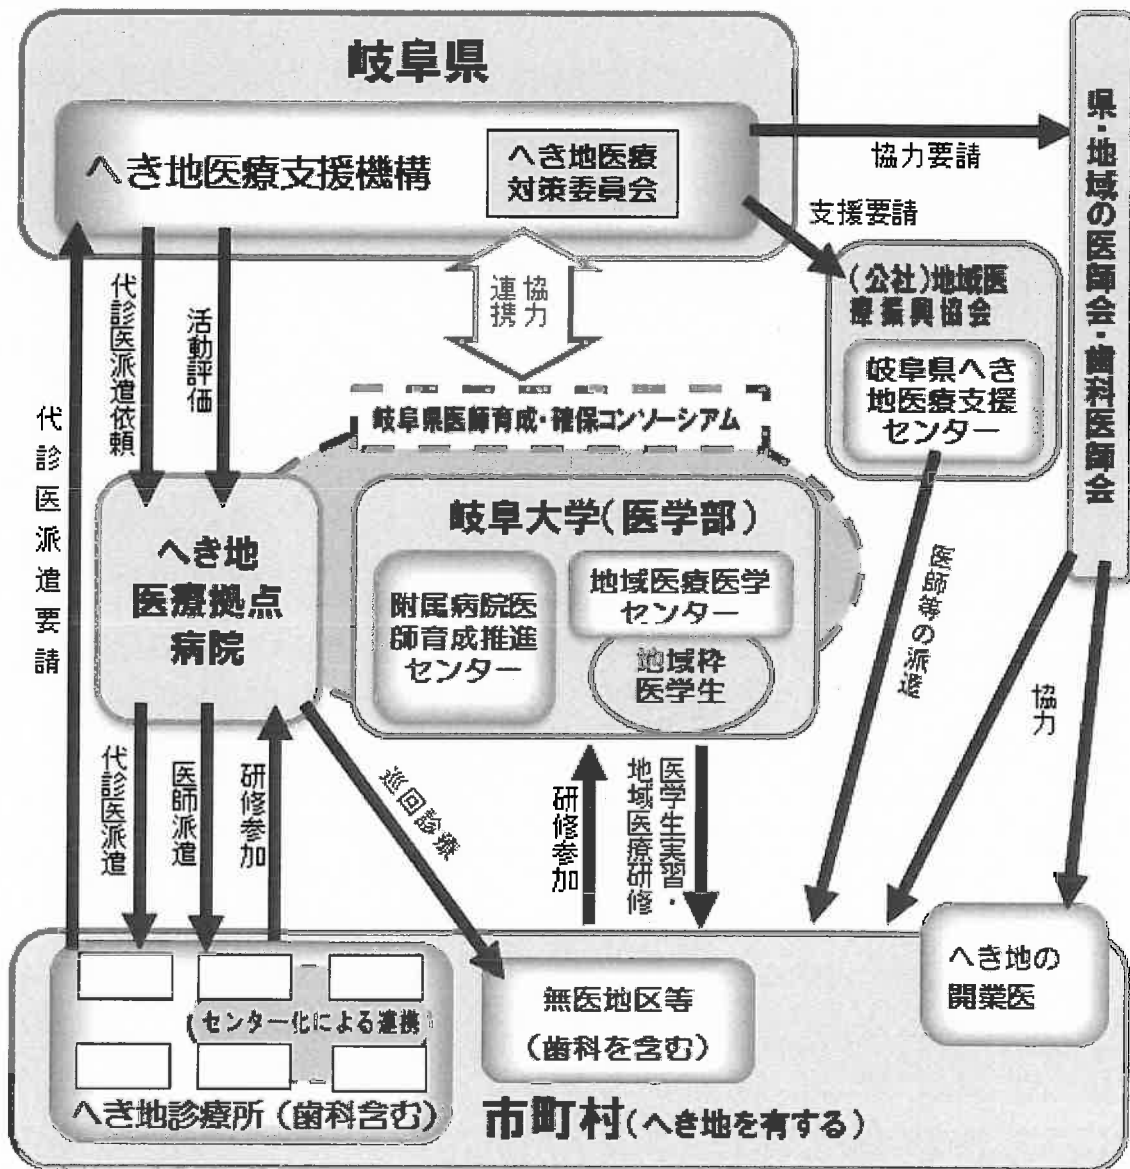 岐阜県
へき地医療支援機構
へき地医療
対策委員会
協力要請
支援要請
県・地域の医師会・歯科医師会
(公社)地域医
療振興協会
岐阜県へき
地医療支援
センター
連携
協力
代診医派遣依頼
活動評価
代診医派遣要請
岐阜県医師育成・確保コンソーシアム
へき地
医療拠点
病院
岐阜大学(医学部)
附属病院医
師育成推進
センター
地域医療医学
センター
地域枠
医学生
医師等の派遣
協力
代診医派遣
医師派遣
研修参加
巡回診療
研修参加
医学生実習・
地域医療研修
へき地の
開業医
無医地区等
(歯科を含む)
センター化による連携
へき地診療所(歯科含む)
市町村(へき地を有する)